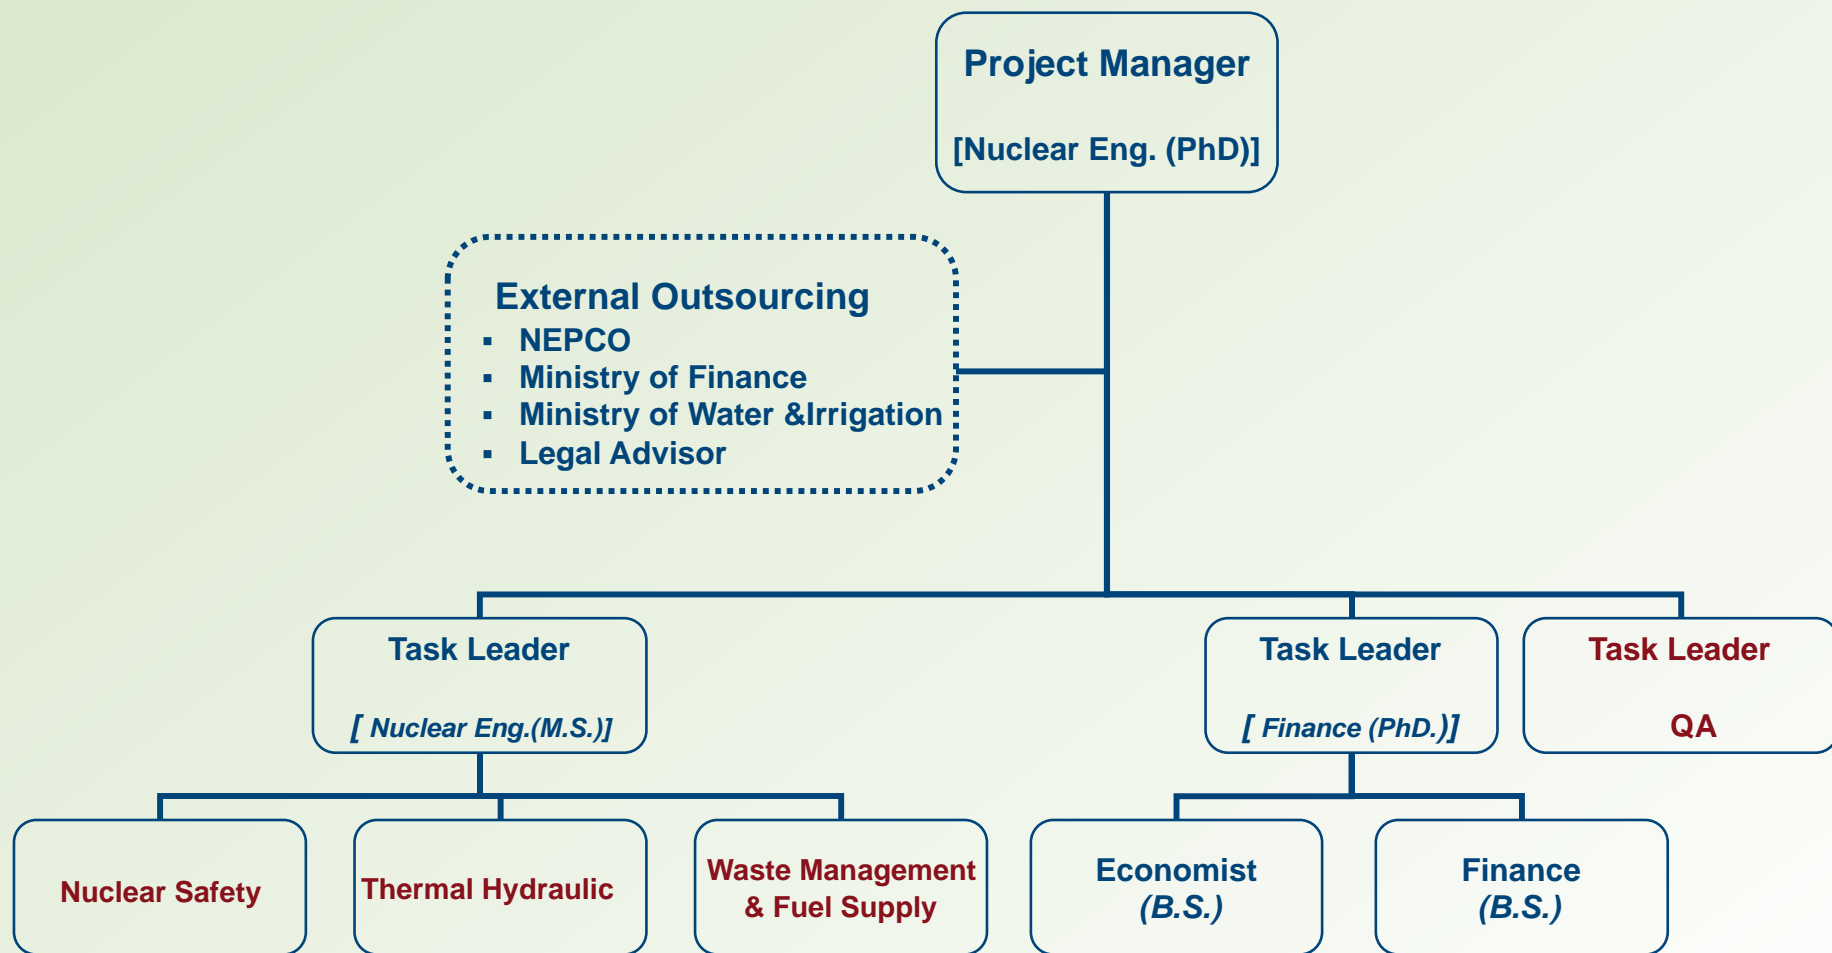 Project Manager
[Nuclear Eng. (PhD)]
External Outsourcing
▪ NEPCO
▪ Ministry of Finance
▪ Ministry of Water &Irrigation
▪ Legal Advisor
Task Leader
[ Nuclear Eng.(M.S.)]
Task Leader
[ Finance (PhD.)]
Task Leader
QA
Nuclear Safety
Thermal Hydraulic
Waste Management
& Fuel Supply
Economist
(B.S.)
Finance
(B.S.)